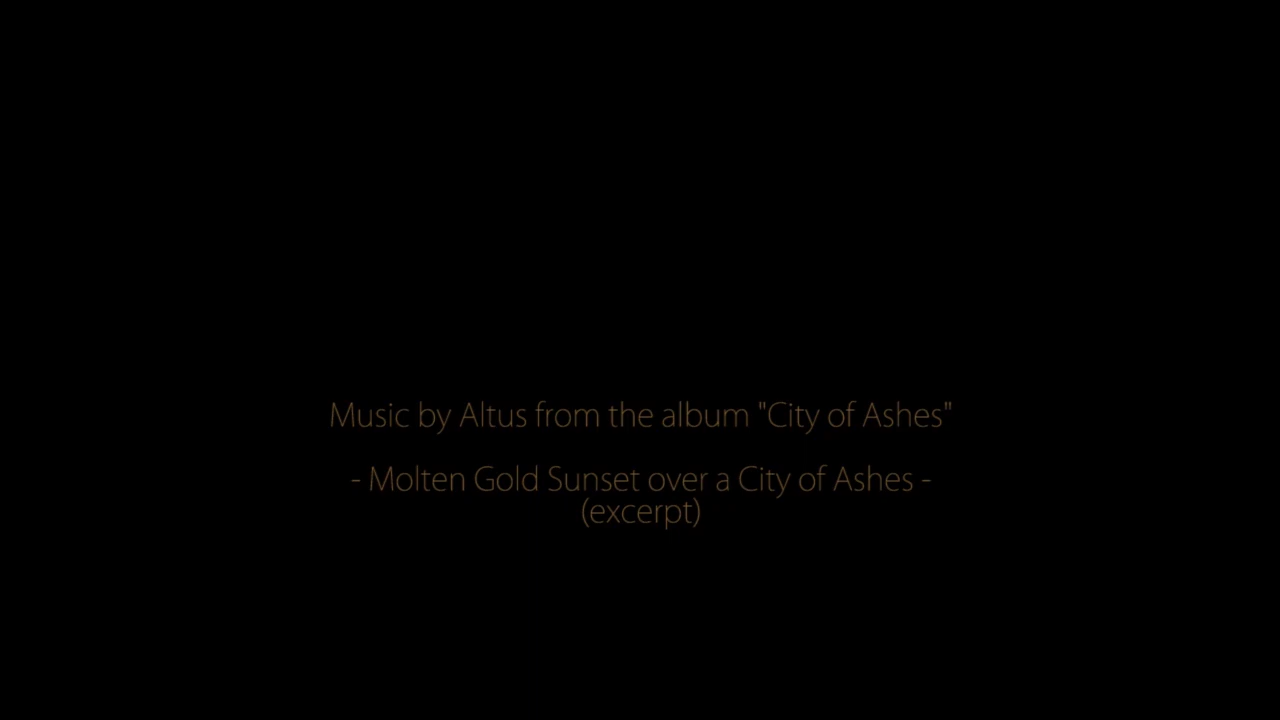 Music by Altus from the album "City of Ashes"
- Molten Gold Sunset over a City of Ashes -
(excerpt)